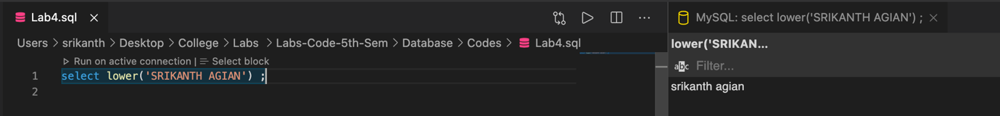 Lab4.sql
Users > srikanth > Desktop > College > Labs > Labs-Code-5th-Sem > Database > Codes > Lab4.sql
Run on active connection | Select block
1 select lower('SRIKANTH AGIAN') ;
2
MySQL: select lower('SRIKANTH AGIAN') ;
lower('SRIKAN...
abc Filter...
srikanth agian